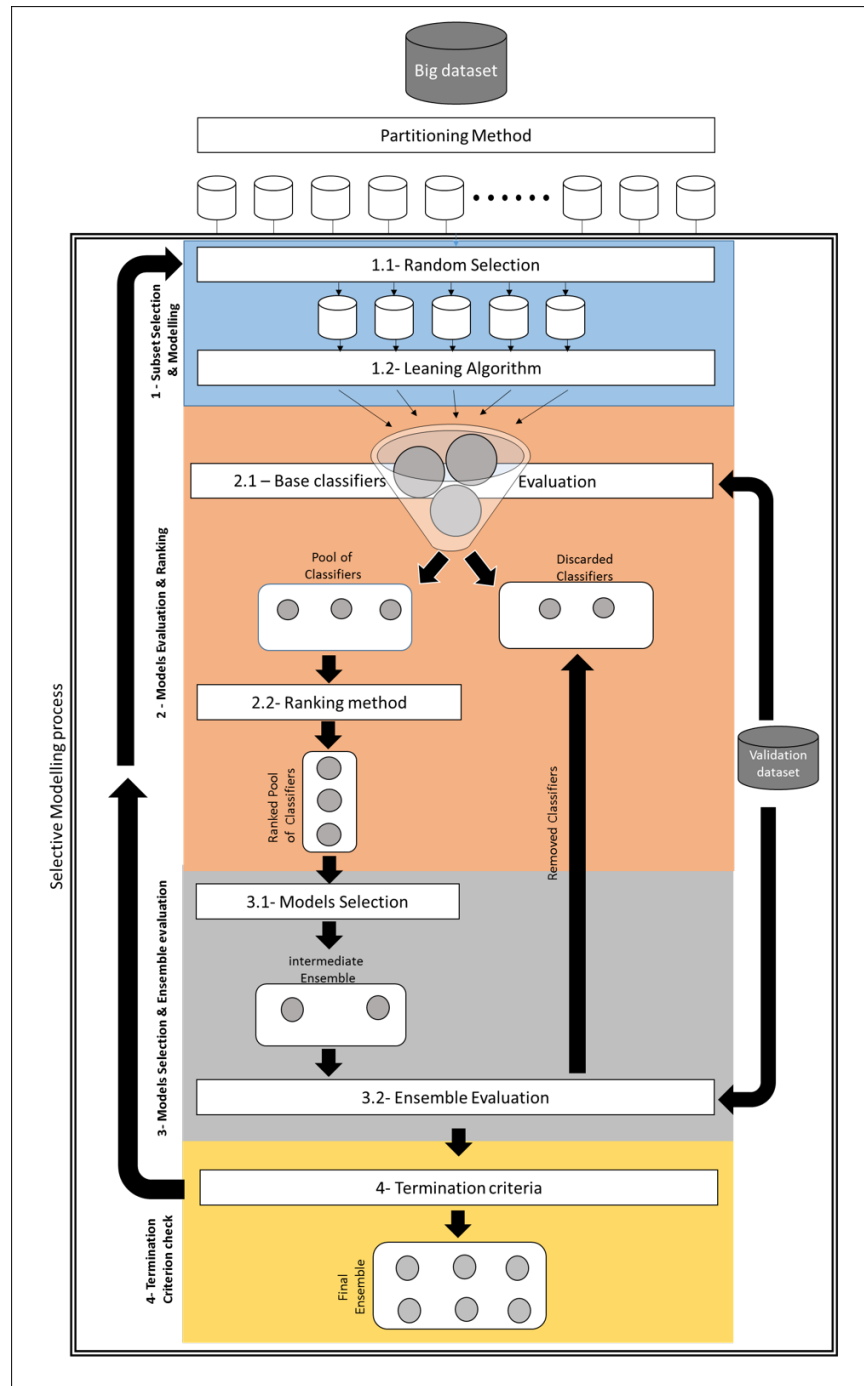 Big dataset
Partitioning Method
1.1- Random Selection
1 - Subset Selection
& Modelling
1.2- Leaning Algorithm
2.1 – Base classifiers
Evaluation
Pool of
Classifiers
Discarded
Classifiers
2 - Models Evaluation & Ranking
2.2- Ranking method
Ranked Pool
of Classifiers
Removed Classifiers
Validation
dataset
Selective Modelling process
3.1- Models Selection
3- Models Selection & Ensemble evaluation
intermediate
Ensemble
3.2- Ensemble Evaluation
4- Termination criteria
4- Termination
Criterion check
Final
Ensemble